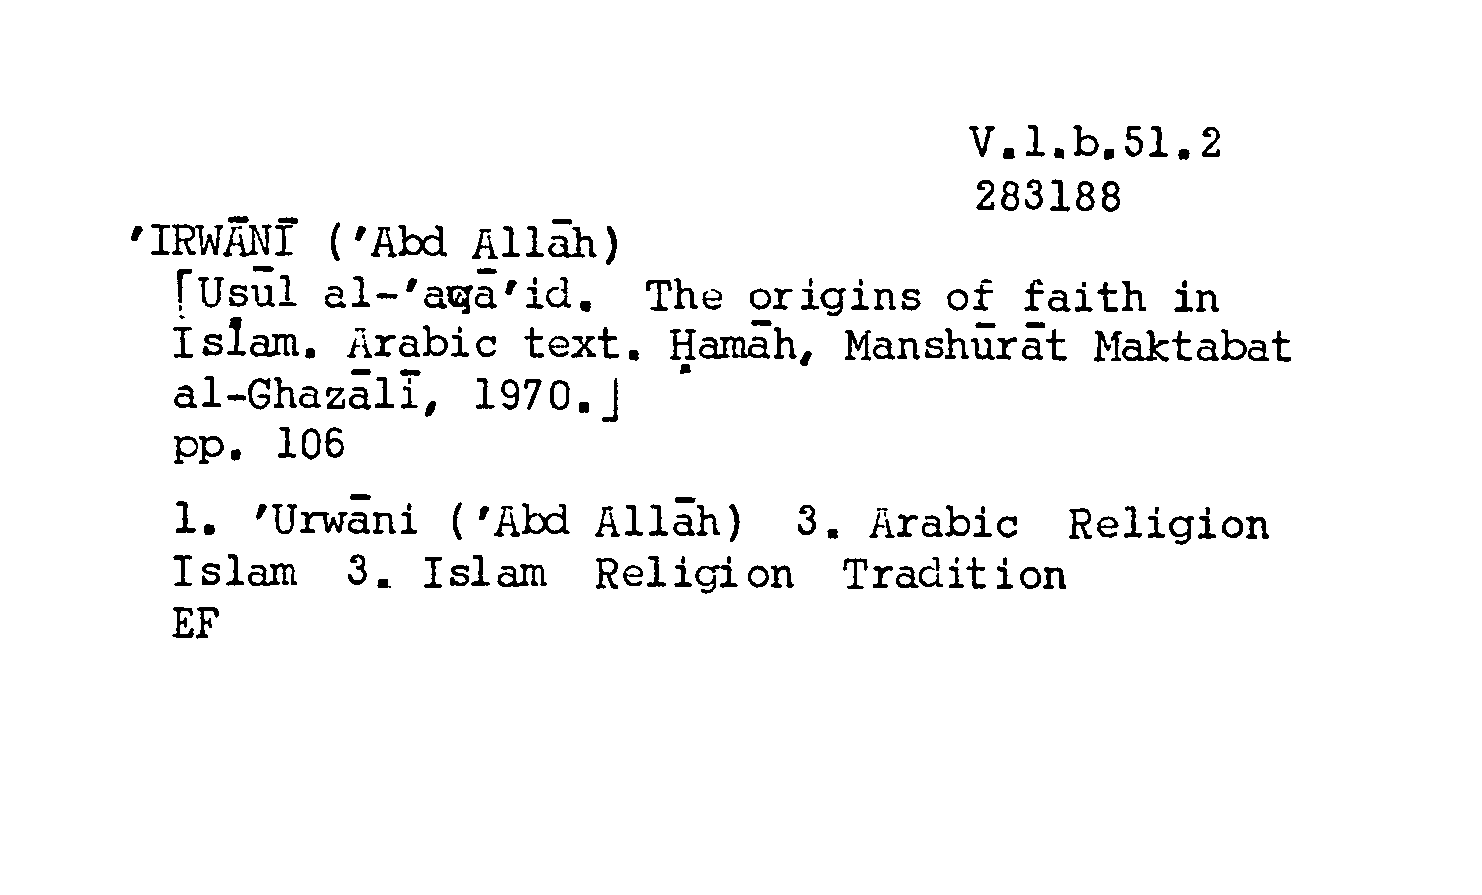 V.1.b.51.2
283188
'IRWĀNĪ ('Abd Allāh)
⌈Usūl al-'aqā'id. The origins of faith in
Islam. Arabic text. Ḥamāh, Manshūrāt Maktabat
al-Ghazālī, 1970.⌋
pp. 106
1. 'Urwāni ('Abd Allāh) 3. Arabic Religion
Islam 3. Islam Religion Tradition
EF